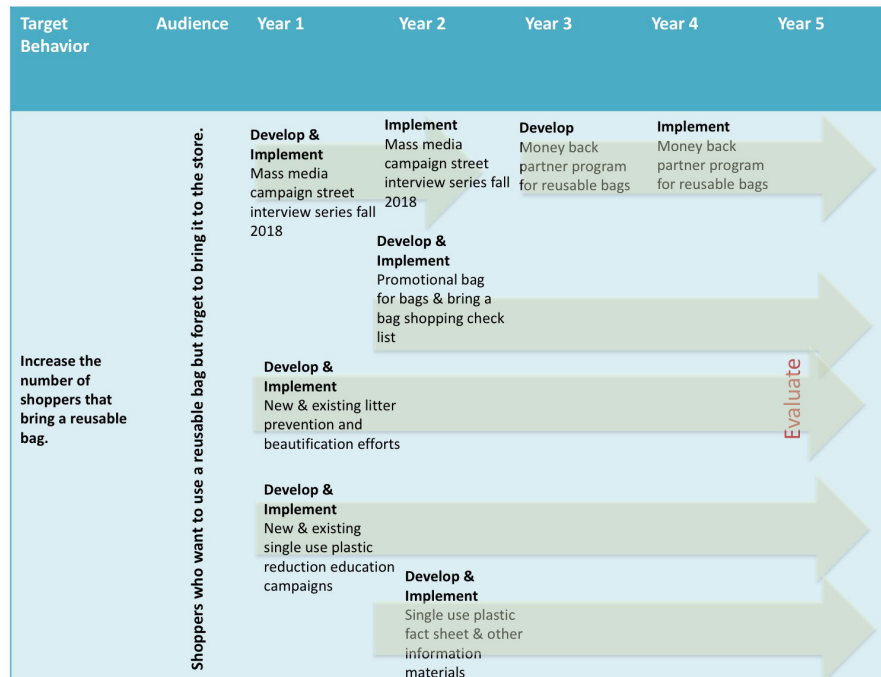 Target
Behavior
Audience
Year 1
Year 2
Year 3
Year 4
Year 5
Increase the
number of
shoppers that
bring a reusable
bag.
Shoppers who want to use a reusable bag but forget to bring it to the store.
Develop &
Implement
Mass media
campaign street
interview series fall
2018
Implement
Mass media
campaign street
interview series fall
2018
Develop
Money back
partner program
for reusable bags
Implement
Money back
partner program
for reusable bags
Develop &
Implement
Promotional bag
for bags & bring a
bag shopping check
list
Develop &
Implement
New & existing litter
prevention and
beautification efforts
Evaluate
Develop &
Implement
New & existing
single use plastic
reduction education
campaigns
Develop &
Implement
Single use plastic
fact sheet & other
information
materials